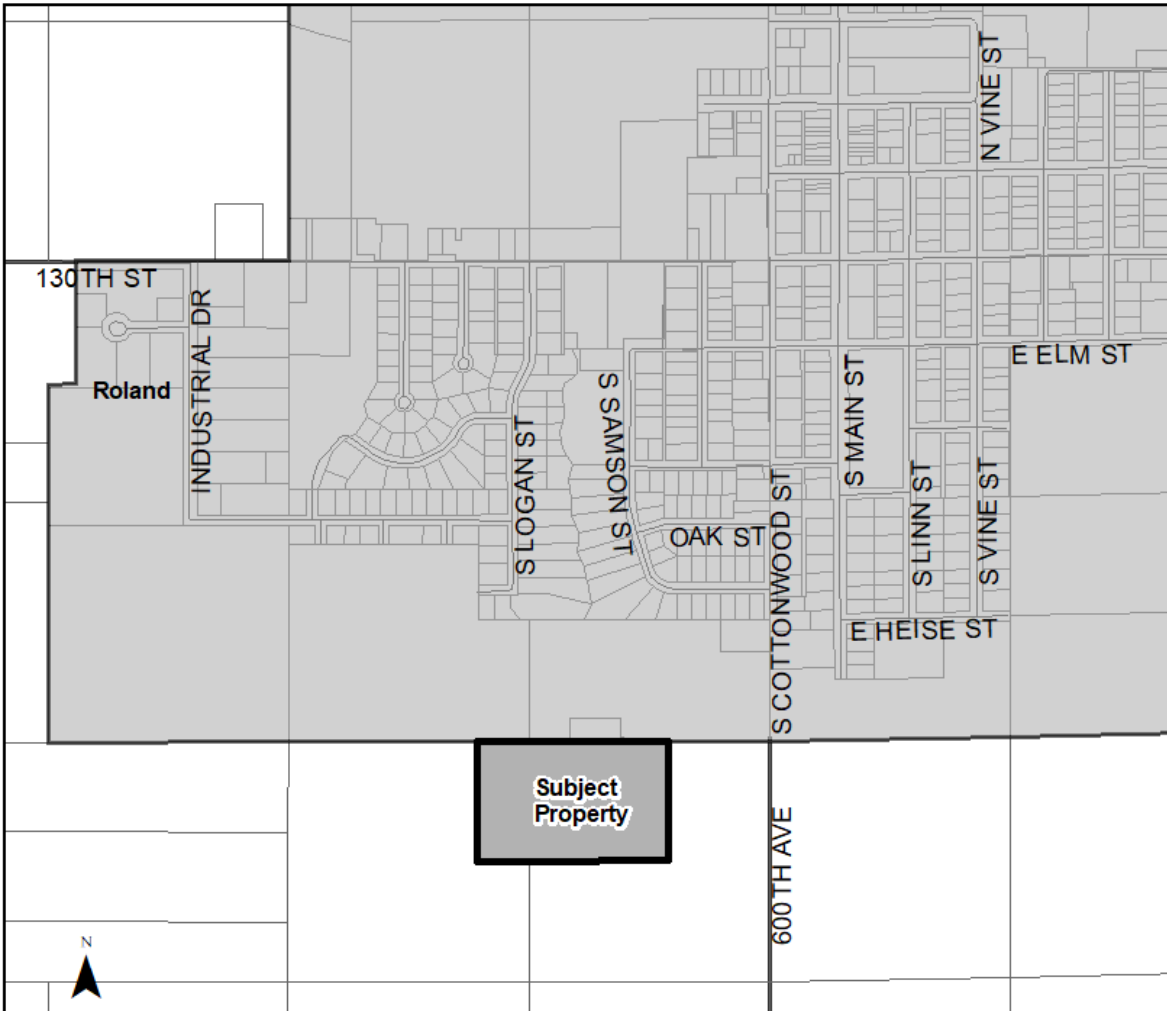 N VINE ST
130TH ST
INDUSTRIAL DR
Roland
E ELM ST
S SAMSON ST
S MAIN ST
S LOGAN ST
OAK ST
S COTTONWOOD ST
S LINN ST
S VINE ST
E HEISE ST
Subject
Property
600TH AVE
N